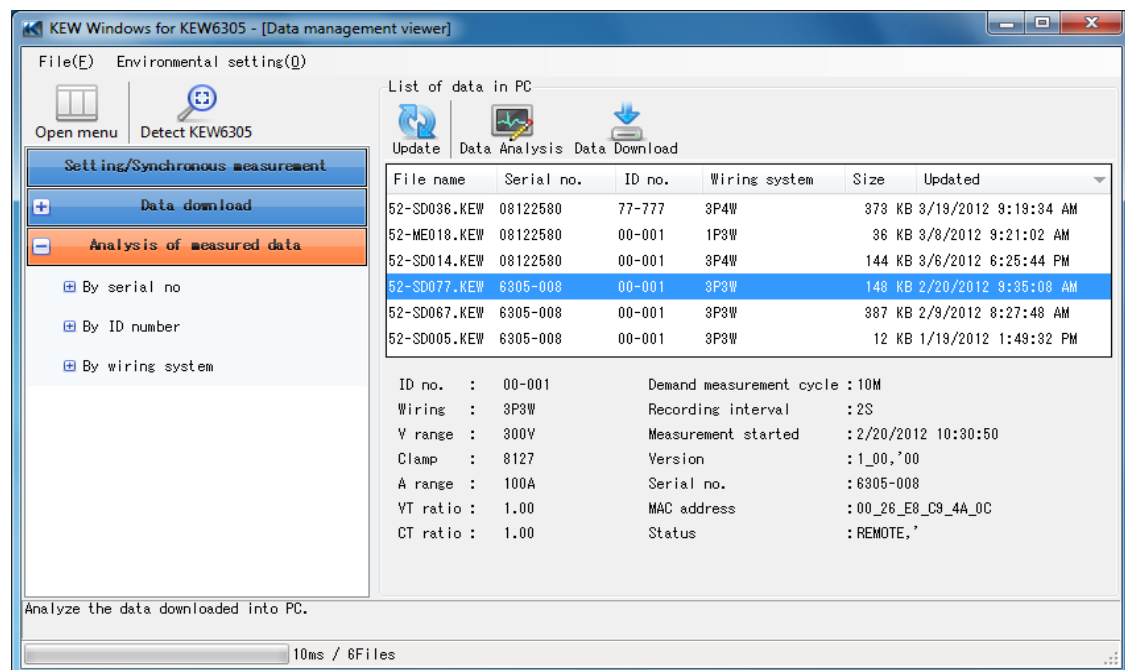 KEW Windows for KEW6305 - [Data management viewer]
File(F) Environmental setting(O)
Open menu Detect KEW6305
Setting/Synchronous measurement
Data download
Analysis of measured data
By serial no
By ID number
By wiring system
List of data in PC
Update Data Analysis Data Download
File name Serial no. ID no. Wiring system Size Updated
52-SD036.KEW 08122580 77-777 3P4W 373 KB 3/19/2012 9:19:34 AM
52-ME018.KEW 08122580 00-001 1P3W 36 KB 3/8/2012 9:21:02 AM
52-SD014.KEW 08122580 00-001 3P4W 144 KB 3/6/2012 6:25:44 PM
52-SD077.KEW 6305-008 00-001 3P3W 148 KB 2/20/2012 9:35:08 AM
52-SD067.KEW 6305-008 00-001 3P3W 387 KB 2/9/2012 8:27:48 AM
52-SD005.KEW 6305-008 00-001 3P3W 12 KB 1/19/2012 1:49:32 PM
ID no. : 00-001 Demand measurement cycle : 10M
Wiring : 3P3W Recording interval : 2S
V range : 300V Measurement started : 2/20/2012 10:30:50
Clamp : 8127 Version : 1_00,'00
A range : 100A Serial no. : 6305-008
VT ratio : 1.00 MAC address : 00_26_E8_C9_4A_0C
CT ratio : 1.00 Status : REMOTE,'
Analyze the data downloaded into PC.
10ms / 6Files